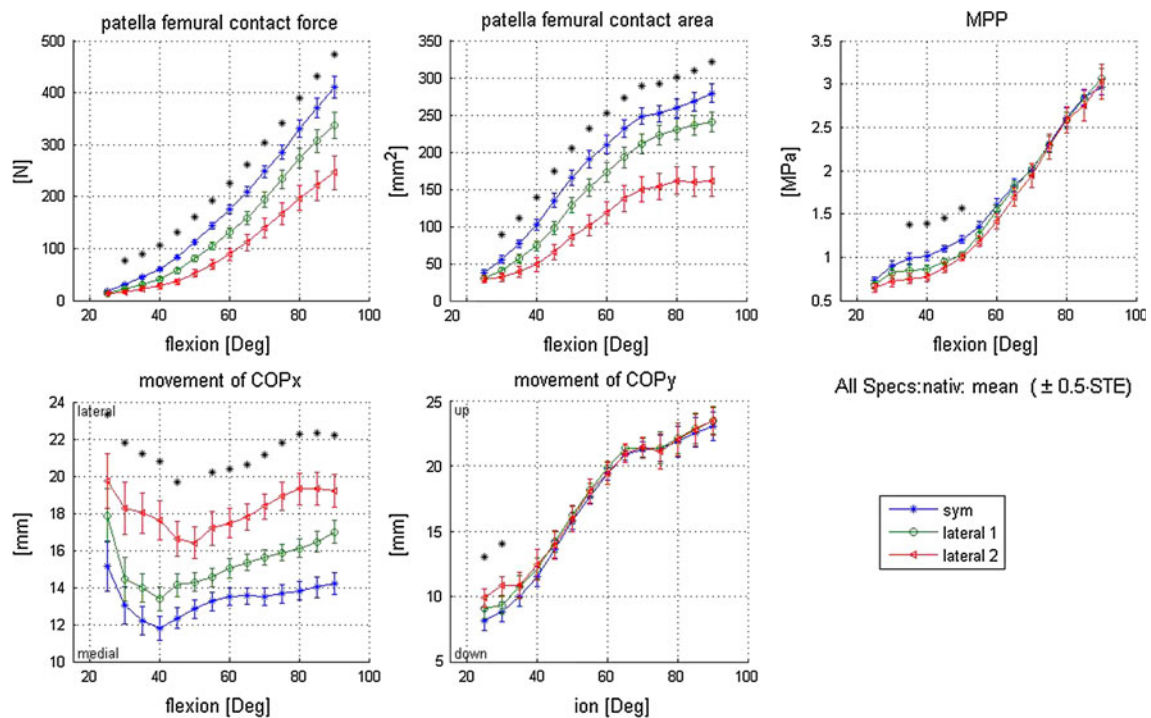 patella femural contact force
500
400
300
200
100
0
[N]
20 40 60 80 100
flexion [Deg]
patella femural contact area
350
300
250
200
150
100
50
0
[mm²]
20 40 60 80 100
flexion [Deg]
MPP
3.5
3
2.5
2
1.5
1
0.5
[MPa]
20 40 60 80 100
flexion [Deg]
movement of COPx
lateral
24
22
20
18
16
14
12
10
[mm]
medial
20 40 60 80 100
flexion [Deg]
movement of COPy
up
25
20
15
10
5
[mm]
down
20 40 60 80 100
ion [Deg]
All Specs:nativ: mean (± 0.5·STE)
sym
lateral 1
lateral 2